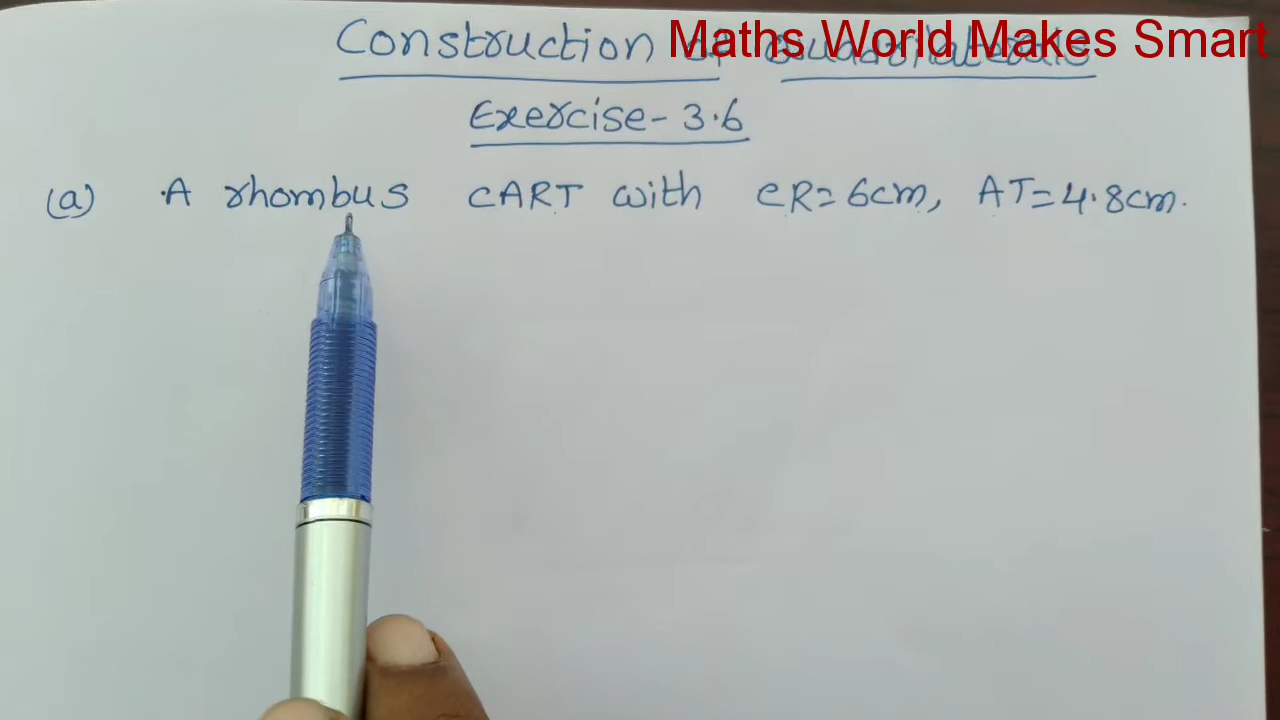 Maths World Makes Smart
Construction
Exercise - 3.6
(a) A rhombus CART with CR = 6cm, AT = 4.8cm.